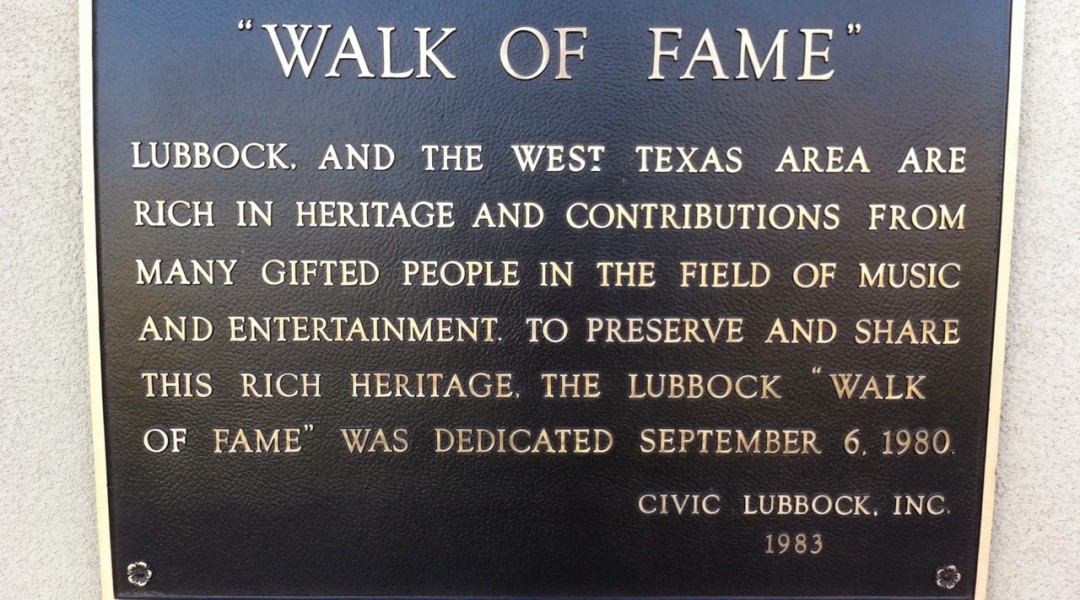 "WALK OF FAME"
LUBBOCK, AND THE WEST TEXAS AREA ARE
RICH IN HERITAGE AND CONTRIBUTIONS FROM
MANY GIFTED PEOPLE IN THE FIELD OF MUSIC
AND ENTERTAINMENT. TO PRESERVE AND SHARE
THIS RICH HERITAGE, THE LUBBOCK "WALK
OF FAME" WAS DEDICATED SEPTEMBER 6, 1980.
CIVIC LUBBOCK, INC.
1983